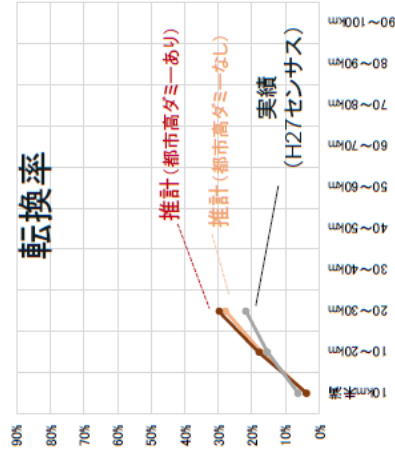 転換率
90%
80%
70%
60%
50%
40%
30%
20%
10%
0%
推計(都市高ダミーあり)
推計(都市高ダミーなし)
実績
(H27センサス)
10km未満
10~20km
20~30km
30~40km
40~50km
50~60km
60~70km
70~80km
80~90km
90~100km